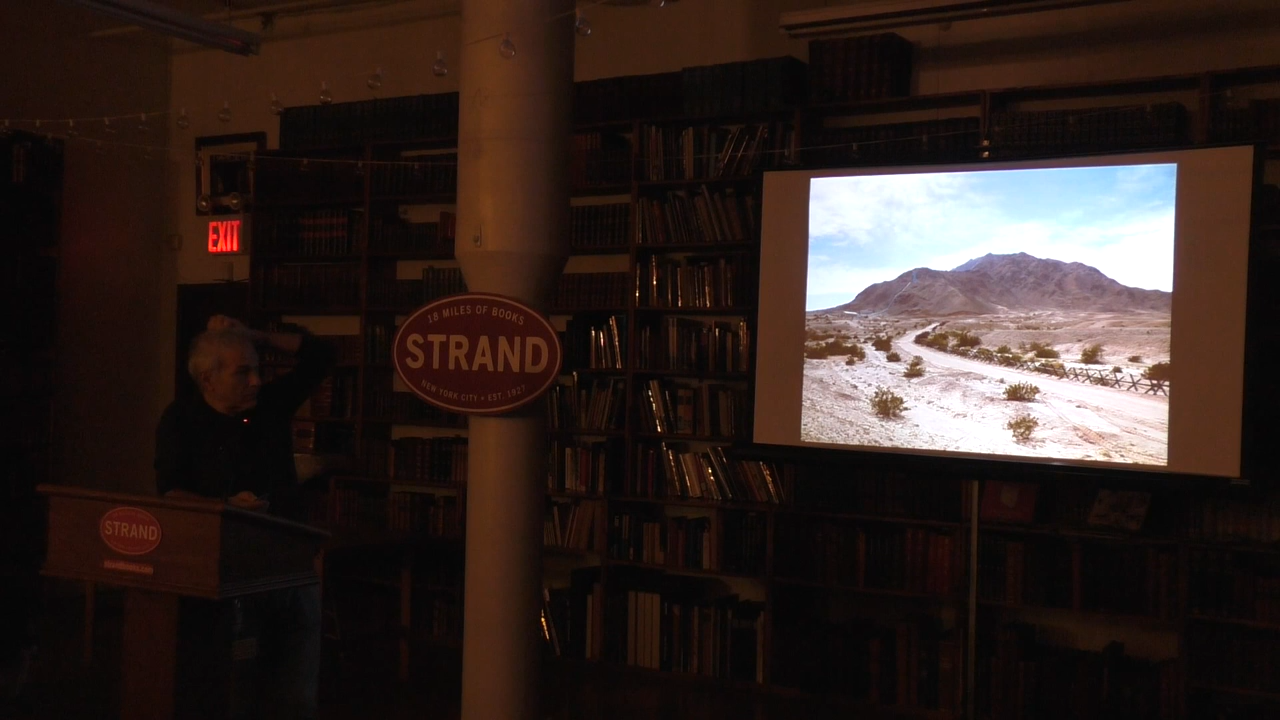 EXIT
18 MILES OF BOOKS
STRAND
NEW YORK CITY • EST. 1927
STRAND